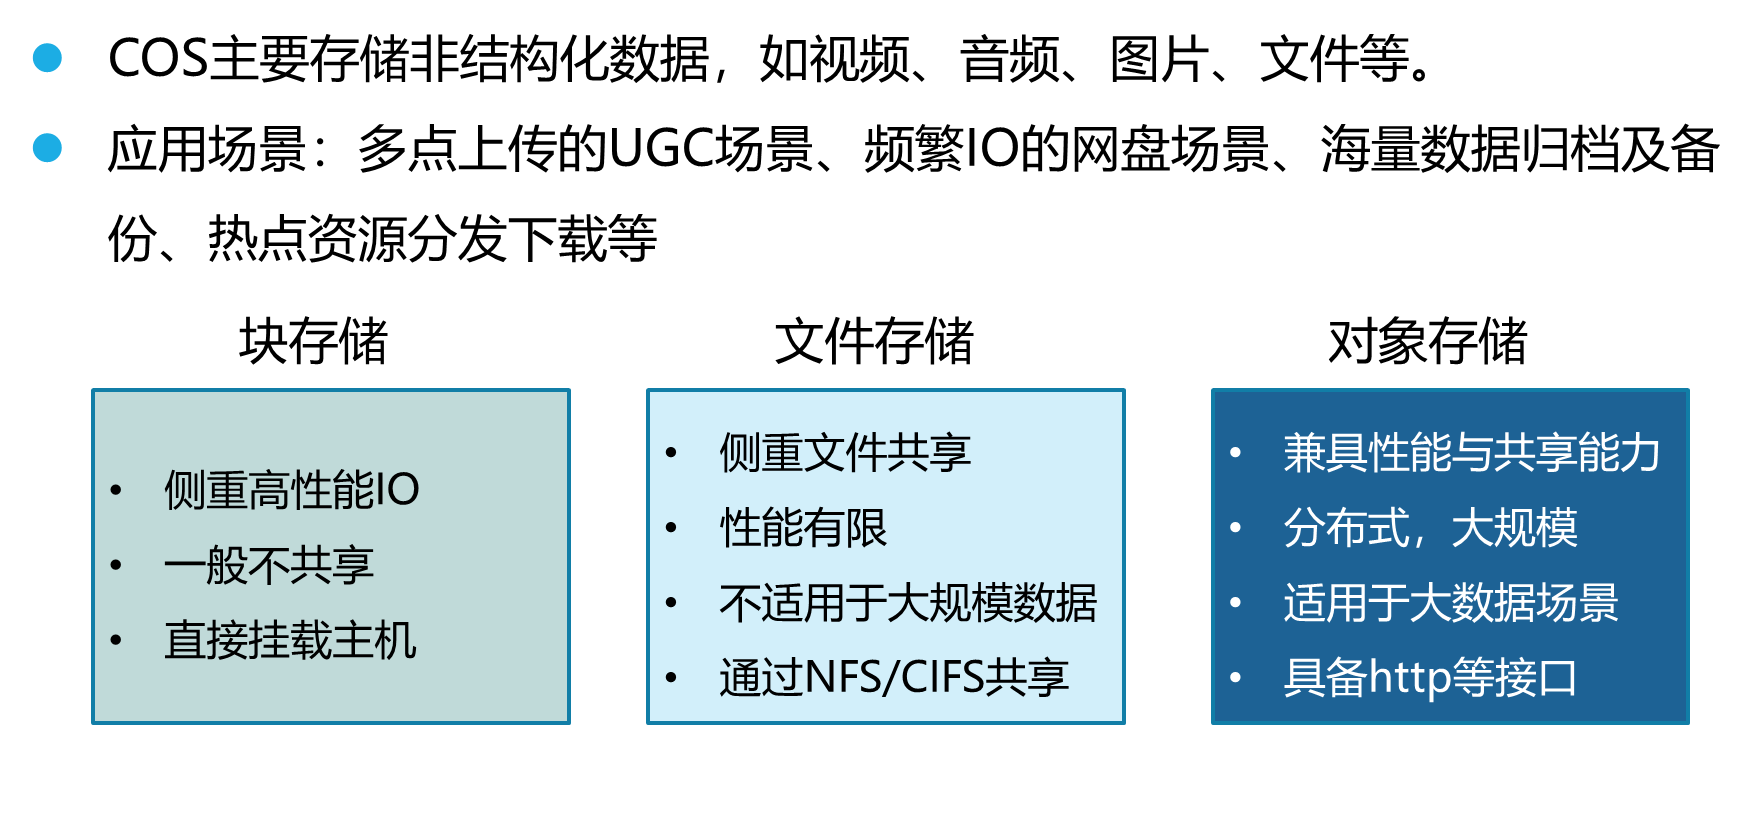 COS主要存储非结构化数据，如视频、音频、图片、文件等。
应用场景：多点上传的UGC场景、频繁IO的网盘场景、海量数据归档及备
份、热点资源分发下载等
块存储
• 侧重高性能IO
• 一般不共享
• 直接挂载主机
文件存储
• 侧重文件共享
• 性能有限
• 不适用于大规模数据
• 通过NFS/CIFS共享
对象存储
• 兼具性能与共享能力
• 分布式，大规模
• 适用于大数据场景
• 具备http等接口